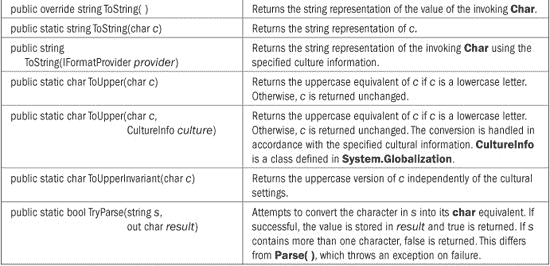 public override string ToString( )
Returns the string representation of the value of the invoking Char.
public static string ToString(char c)
Returns the string representation of c.
public string
ToString(IFormatProvider provider)
Returns the string representation of the invoking Char using the
specified culture information.
public static char ToUpper(char c)
Returns the uppercase equivalent of c if c is a lowercase letter.
Otherwise, c is returned unchanged.
public static char ToUpper(char c,
CultureInfo culture)
Returns the uppercase equivalent of c if c is a lowercase letter.
Otherwise, c is returned unchanged. The conversion is handled in
accordance with the specified cultural information. CultureInfo
is a class defined in System.Globalization.
public static char ToUpperInvariant(char c)
Returns the uppercase version of c independently of the cultural
settings.
public static bool TryParse(string s,
out char result)
Attempts to convert the character in s into its char equivalent. If
successful, the value is stored in result and true is returned. If s
contains more than one character, false is returned. This differs
from Parse( ), which throws an exception on failure.